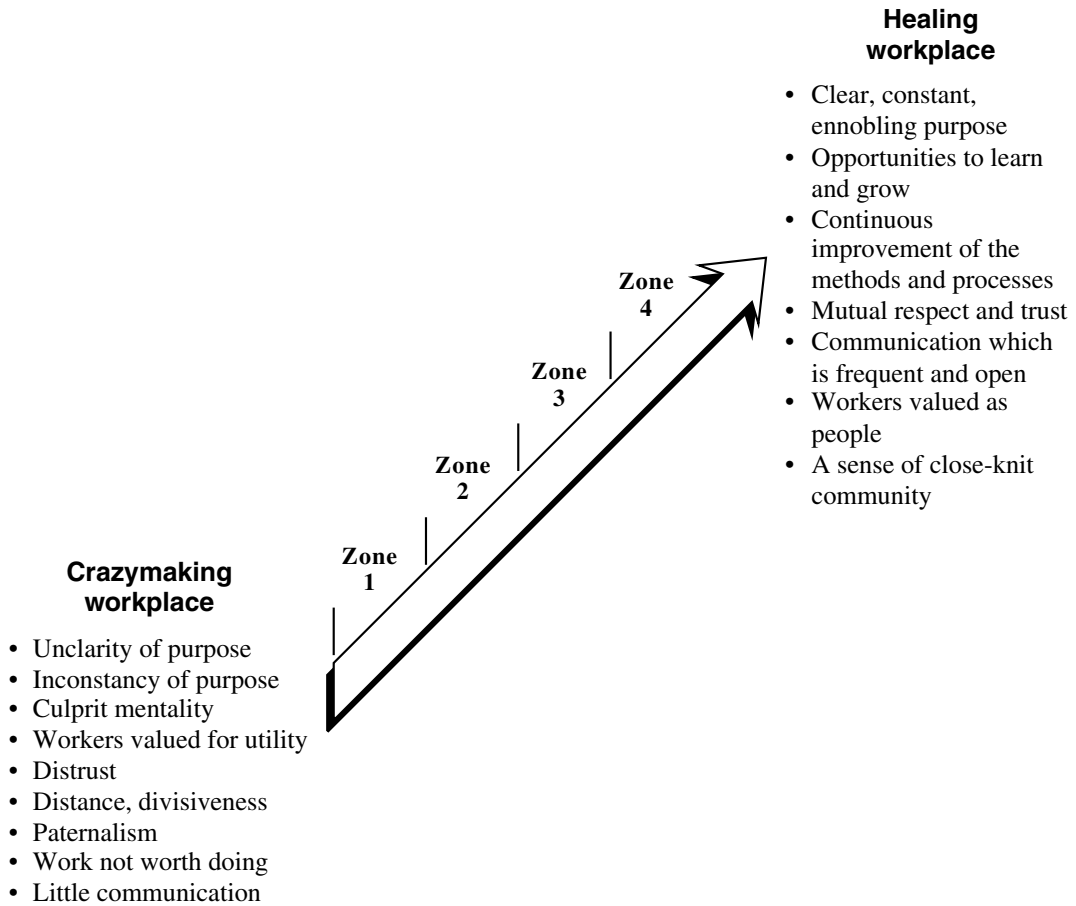 Healing
workplace
• Clear, constant,
ennobling purpose
• Opportunities to learn
and grow
• Continuous
improvement of the
methods and processes
• Mutual respect and trust
• Communication which
is frequent and open
• Workers valued as
people
• A sense of close-knit
community
Zone
4
Zone
3
Zone
2
Zone
1
Crazymaking
workplace
• Unclarity of purpose
• Inconstancy of purpose
• Culprit mentality
• Workers valued for utility
• Distrust
• Distance, divisiveness
• Paternalism
• Work not worth doing
• Little communication